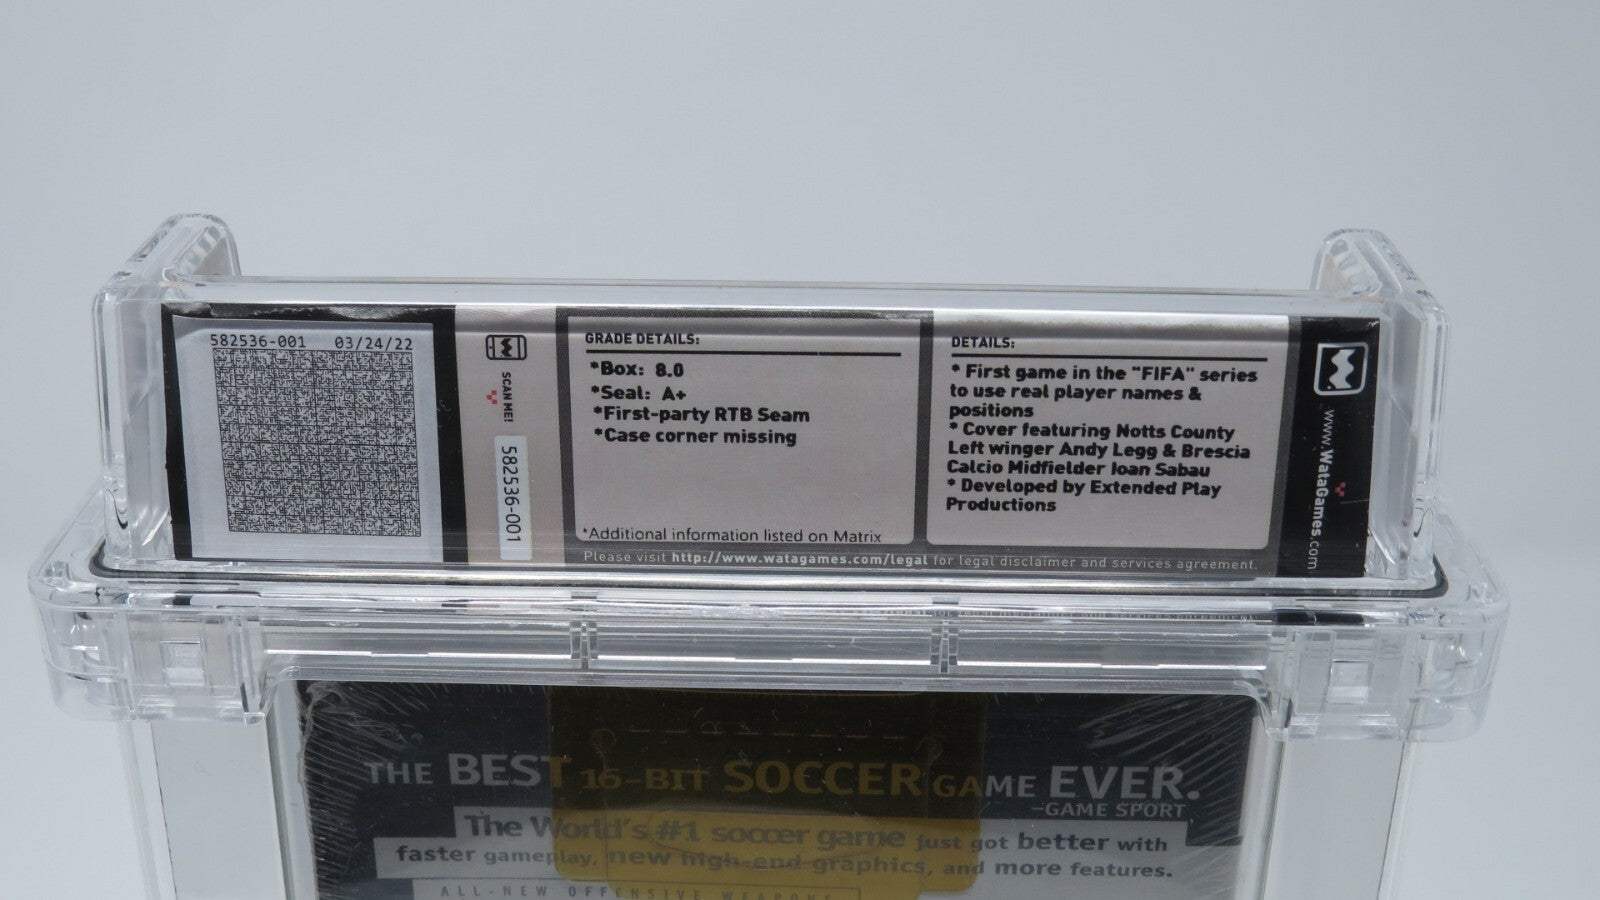 582536-001 03/24/22
SCAN ME!
582536-001
GRADE DETAILS:
*Box: 8.0
*Seal: A+
*First-party RTB Seam
*Case corner missing
*Additional information listed on Matrix
DETAILS:
* First game in the "FIFA" series
to use real player names &
positions
* Cover featuring Notts County
Left winger Andy Legg & Brescia
Calcio Midfielder Ioan Sabau
* Developed by Extended Play
Productions
www.WataGames.com
Please visit http://www.watagames.com/legal for legal disclaimer and services agreement.
THE BEST 16-BIT SOCCER GAME EVER.
-GAME SPORT
The World's #1 soccer game just got better with
faster gameplay, new high-end graphics, and more features.
ALL-NEW OFFENSIVE WEAPONS